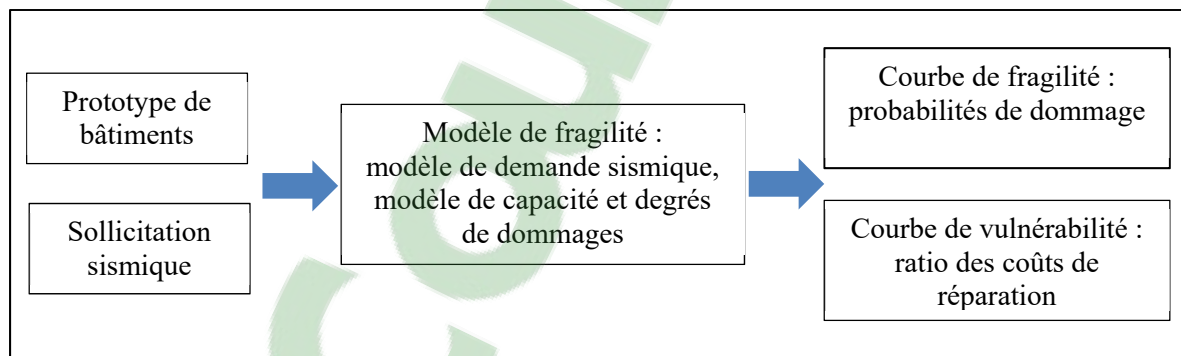 Prototype de
bâtiments
Sollicitation
sismique
Modèle de fragilité :
modèle de demande sismique,
modèle de capacité et degrés
de dommages
Courbe de fragilité :
probabilités de dommage
Courbe de vulnérabilité :
ratio des coûts de
réparation